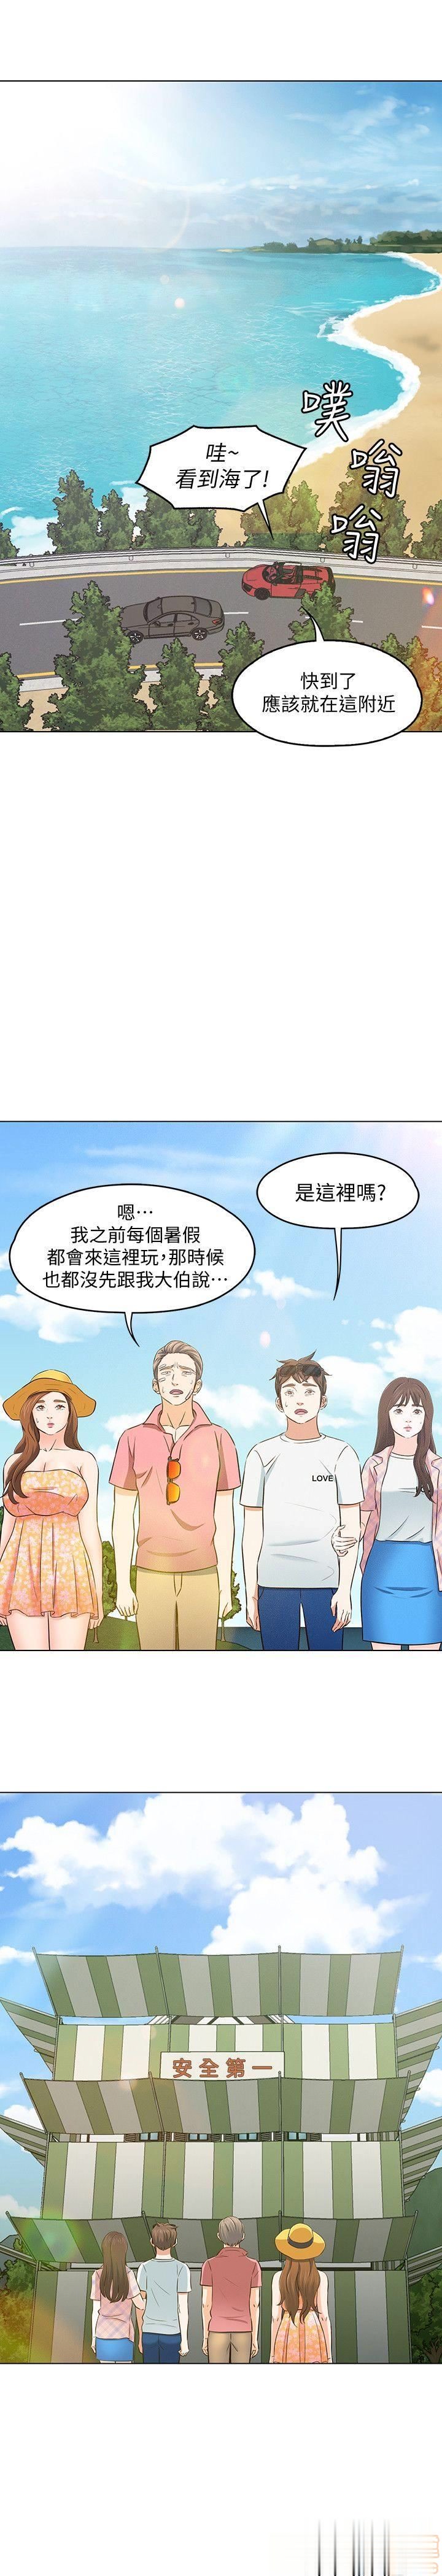 噗
嗡
嗡
哇~
看到海了!
快到了
應該就在這附近
是這裡嗎?
嗯…
我之前每個暑假
都會來這裡玩,那時候
也都沒先跟我大伯說…
LOVE
安全第一